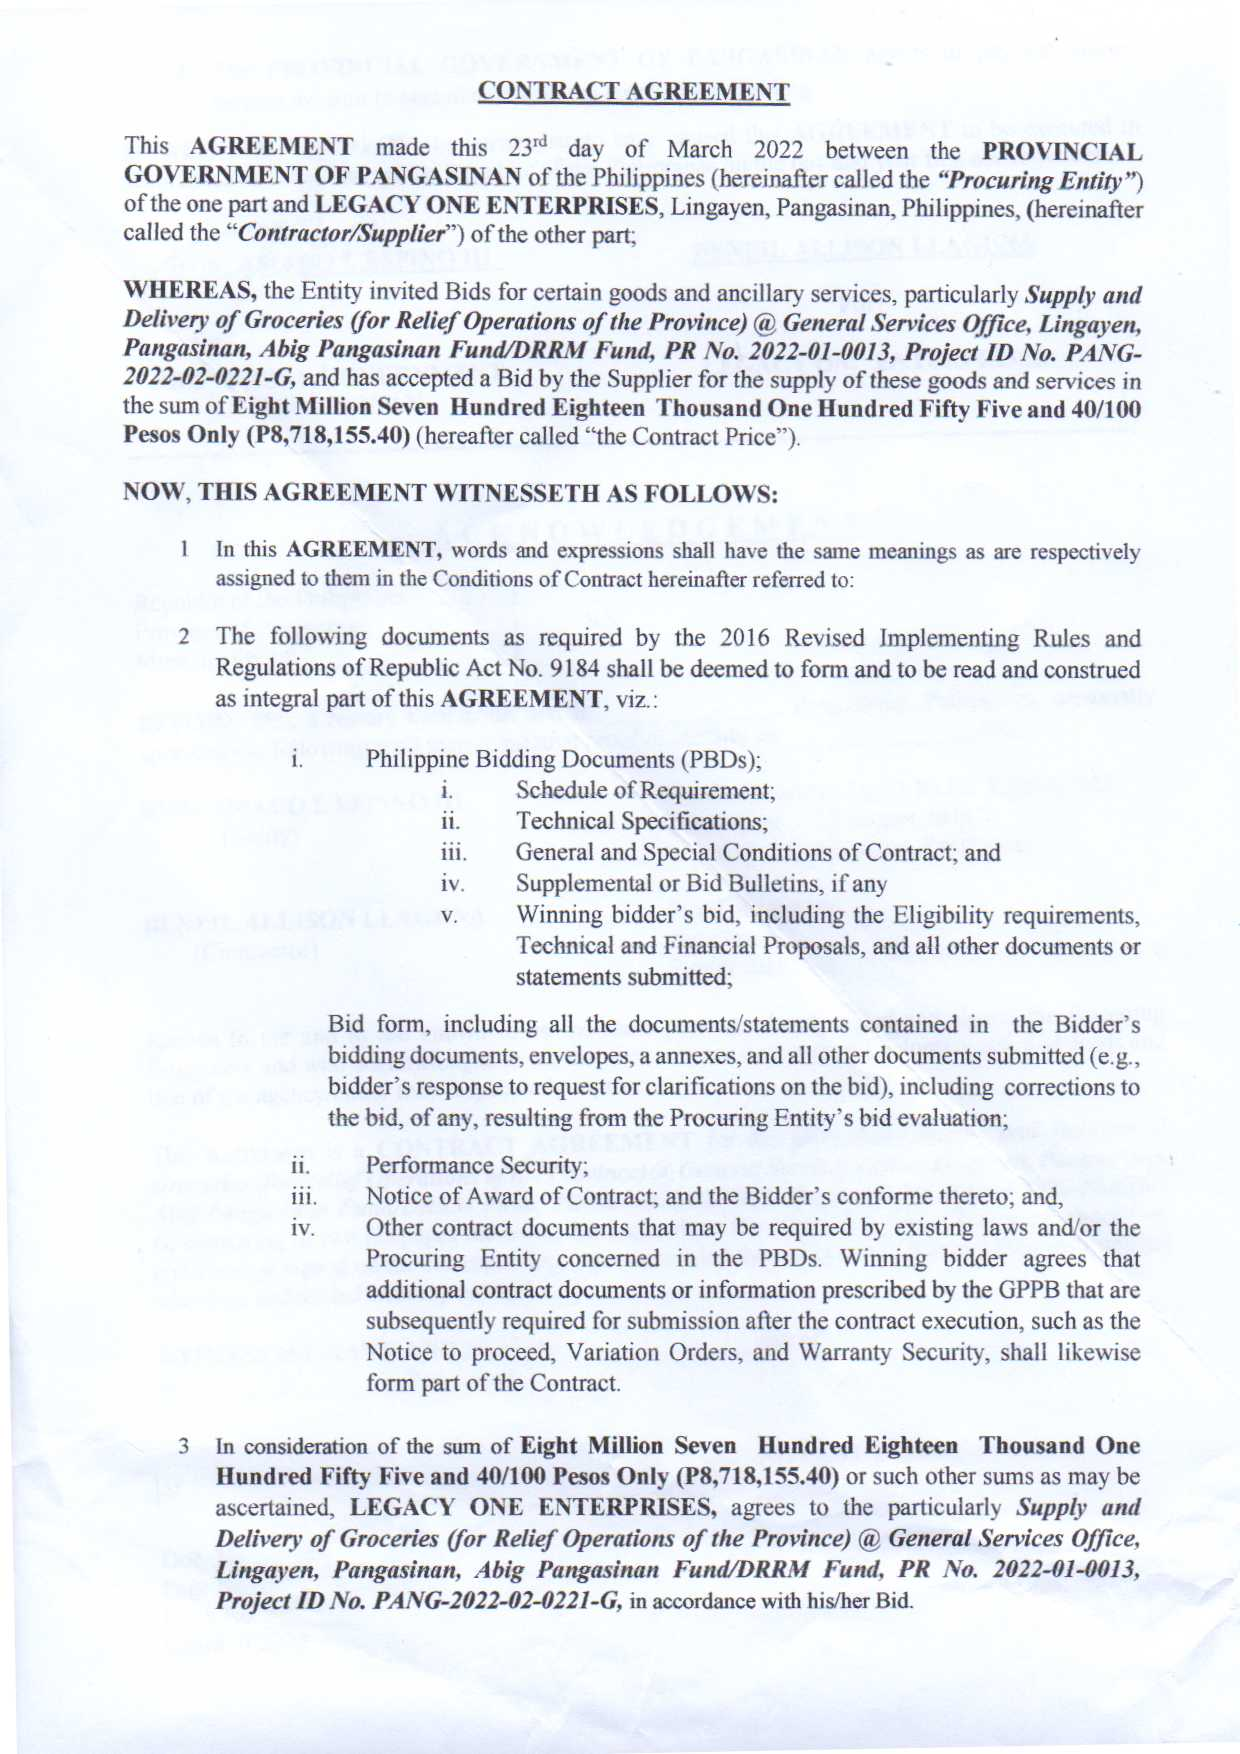 CONTRACT AGREEMENT
This AGREEMENT made this 23rd day of March 2022 between the PROVINCIAL
GOVERNMENT OF PANGASINAN of the Philippines (hereinafter called the “Procuring Entity”)
of the one part and LEGACY ONE ENTERPRISES, Lingayen, Pangasinan, Philippines, (hereinafter
called the “Contractor/Supplier”) of the other part;
WHEREAS, the Entity invited Bids for certain goods and ancillary services, particularly Supply and
Delivery of Groceries (for Relief Operations of the Province) @ General Services Office, Lingayen,
Pangasinan, Abig Pangasinan Fund/DRRM Fund, PR No. 2022-01-0013, Project ID No. PANG-
2022-02-0221-G, and has accepted a Bid by the Supplier for the supply of these goods and services in
the sum of Eight Million Seven Hundred Eighteen Thousand One Hundred Fifty Five and 40/100
Pesos Only (P8,718,155.40) (hereafter called “the Contract Price”).
NOW, THIS AGREEMENT WITNESSETH AS FOLLOWS:
1 In this AGREEMENT, words and expressions shall have the same meanings as are respectively
assigned to them in the Conditions of Contract hereinafter referred to:
2 The following documents as required by the 2016 Revised Implementing Rules and
Regulations of Republic Act No. 9184 shall be deemed to form and to be read and construed
as integral part of this AGREEMENT, viz.:
i. Philippine Bidding Documents (PBDs);
i. Schedule of Requirement;
ii. Technical Specifications;
iii. General and Special Conditions of Contract; and
iv. Supplemental or Bid Bulletins, if any
v. Winning bidder’s bid, including the Eligibility requirements,
Technical and Financial Proposals, and all other documents or
statements submitted;
Bid form, including all the documents/statements contained in the Bidder’s
bidding documents, envelopes, a annexes, and all other documents submitted (e.g.,
bidder’s response to request for clarifications on the bid), including corrections to
the bid, of any, resulting from the Procuring Entity’s bid evaluation;
ii. Performance Security;
iii. Notice of Award of Contract; and the Bidder’s conforme thereto; and,
iv. Other contract documents that may be required by existing laws and/or the
Procuring Entity concerned in the PBDs. Winning bidder agrees that
additional contract documents or information prescribed by the GPPB that are
subsequently required for submission after the contract execution, such as the
Notice to proceed, Variation Orders, and Warranty Security, shall likewise
form part of the Contract.
3 In consideration of the sum of Eight Million Seven Hundred Eighteen Thousand One
Hundred Fifty Five and 40/100 Pesos Only (P8,718,155.40) or such other sums as may be
ascertained, LEGACY ONE ENTERPRISES, agrees to the particularly Supply and
Delivery of Groceries (for Relief Operations of the Province) @ General Services Office,
Lingayen, Pangasinan, Abig Pangasinan Fund/DRRM Fund, PR No. 2022-01-0013,
Project ID No. PANG-2022-02-0221-G, in accordance with his/her Bid.